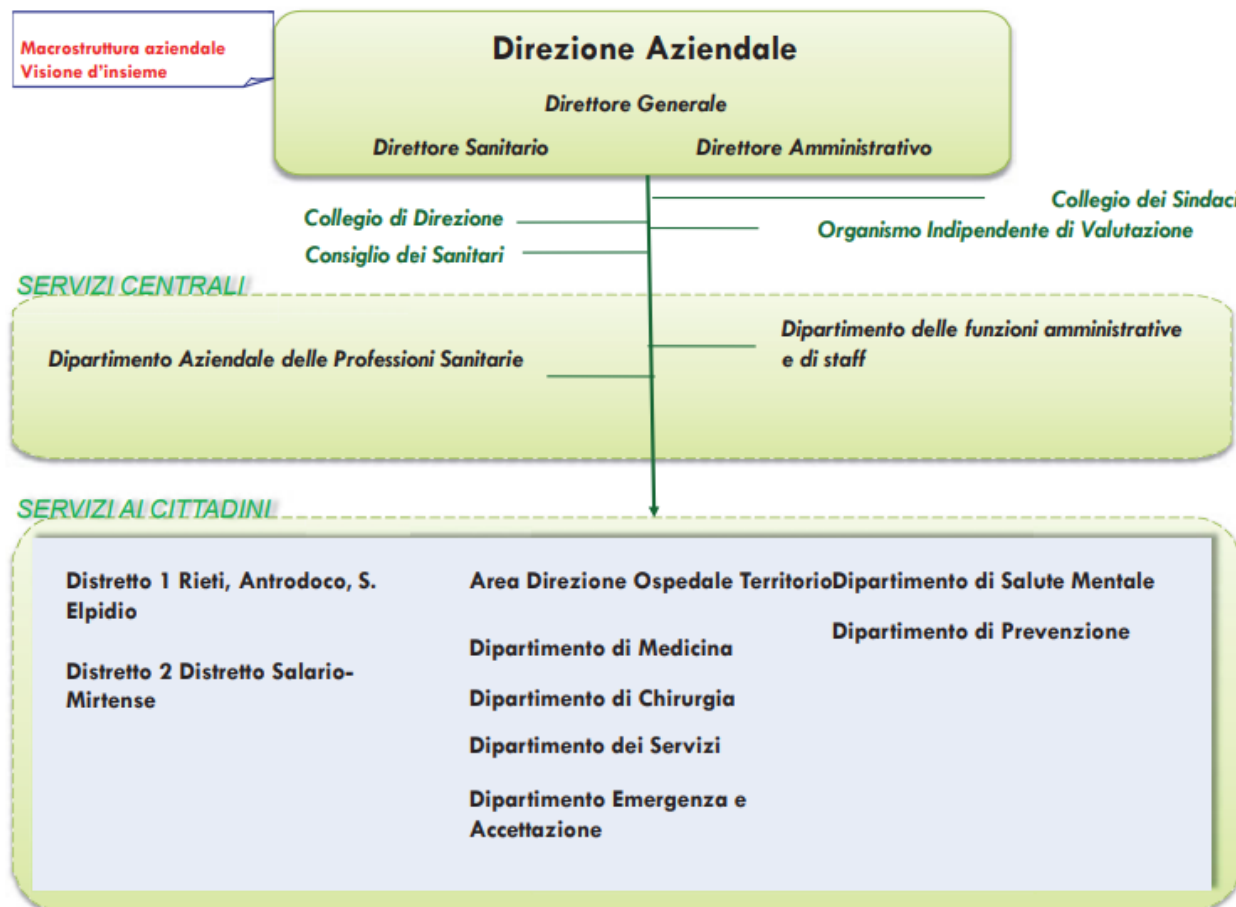 Macrostruttura aziendale
Visione d'insieme
Direzione Aziendale
Direttore Generale
Direttore Sanitario
Direttore Amministrativo
Collegio di Direzione
Collegio dei Sindaci
Organismo Indipendente di Valutazione
Consiglio dei Sanitari
SERVIZI CENTRALI
Dipartimento Aziendale delle Professioni Sanitarie
Dipartimento delle funzioni amministrative
e di staff
SERVIZI AI CITTADINI
Distretto 1 Rieti, Antrodoco, S.
Elpidio
Distretto 2 Distretto Salario-
Mirtense
Area Direzione Ospedale Territorio
Dipartimento di Medicina
Dipartimento di Chirurgia
Dipartimento dei Servizi
Dipartimento Emergenza e
Accettazione
Dipartimento di Salute Mentale
Dipartimento di Prevenzione